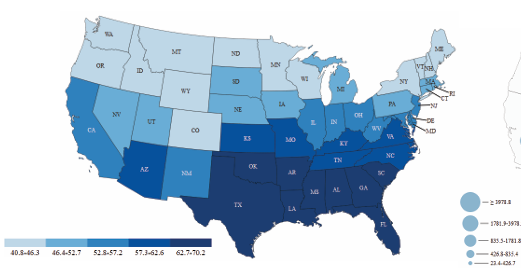 WA
MT
ND
MN
ME
VT
NH
OR
ID
SD
WI
NY
MA
RI
CT
WY
MI
NJ
NV
UT
CO
NE
IA
PA
DE
MD
CA
IL
IN
OH
WV
VA
KS
MO
KY
AZ
NM
OK
AR
TN
NC
SC
TX
LA
MS
AL
GA
FL
≥ 3978.8
1781.9-3978.
835.5-1781.8
426.8-835.4
23.4-426.7
40.8-46.3 46.4-52.7 52.8-57.2 57.3-62.6 62.7-70.2